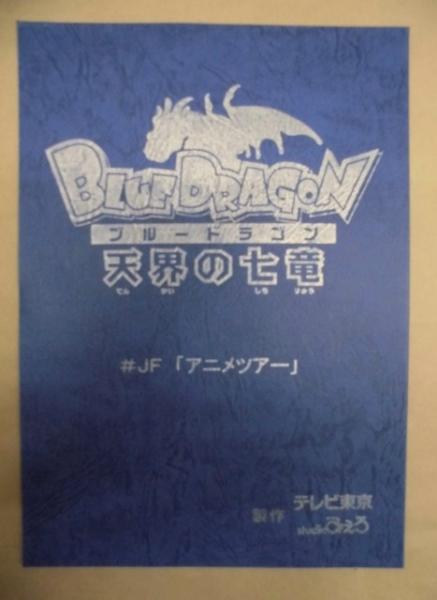 BLUE DRAGON
ブルードラゴン
天界の七竜
てん かい しち りゅう
#JF 「アニメツアー」
製作 テレビ東京
studioぴえろ